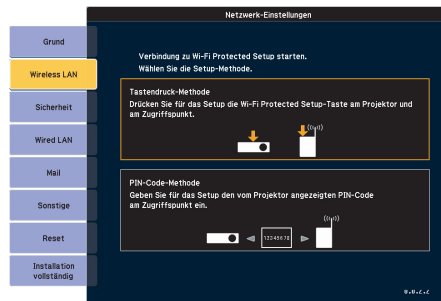 Netzwerk-Einstellungen
Grund
Wireless LAN
Sicherheit
Wired LAN
Mail
Sonstige
Reset
Installation
vollständig
Verbindung zu Wi-Fi Protected Setup starten.
Wählen Sie die Setup-Methode.
Tastendruck-Methode
Drücken Sie für das Setup die Wi-Fi Protected Setup-Taste am Projektor und
am Zugriffspunkt.
PIN-Code-Methode
Geben Sie für das Setup den vom Projektor angezeigten PIN-Code
am Zugriffspunkt ein.
12345678